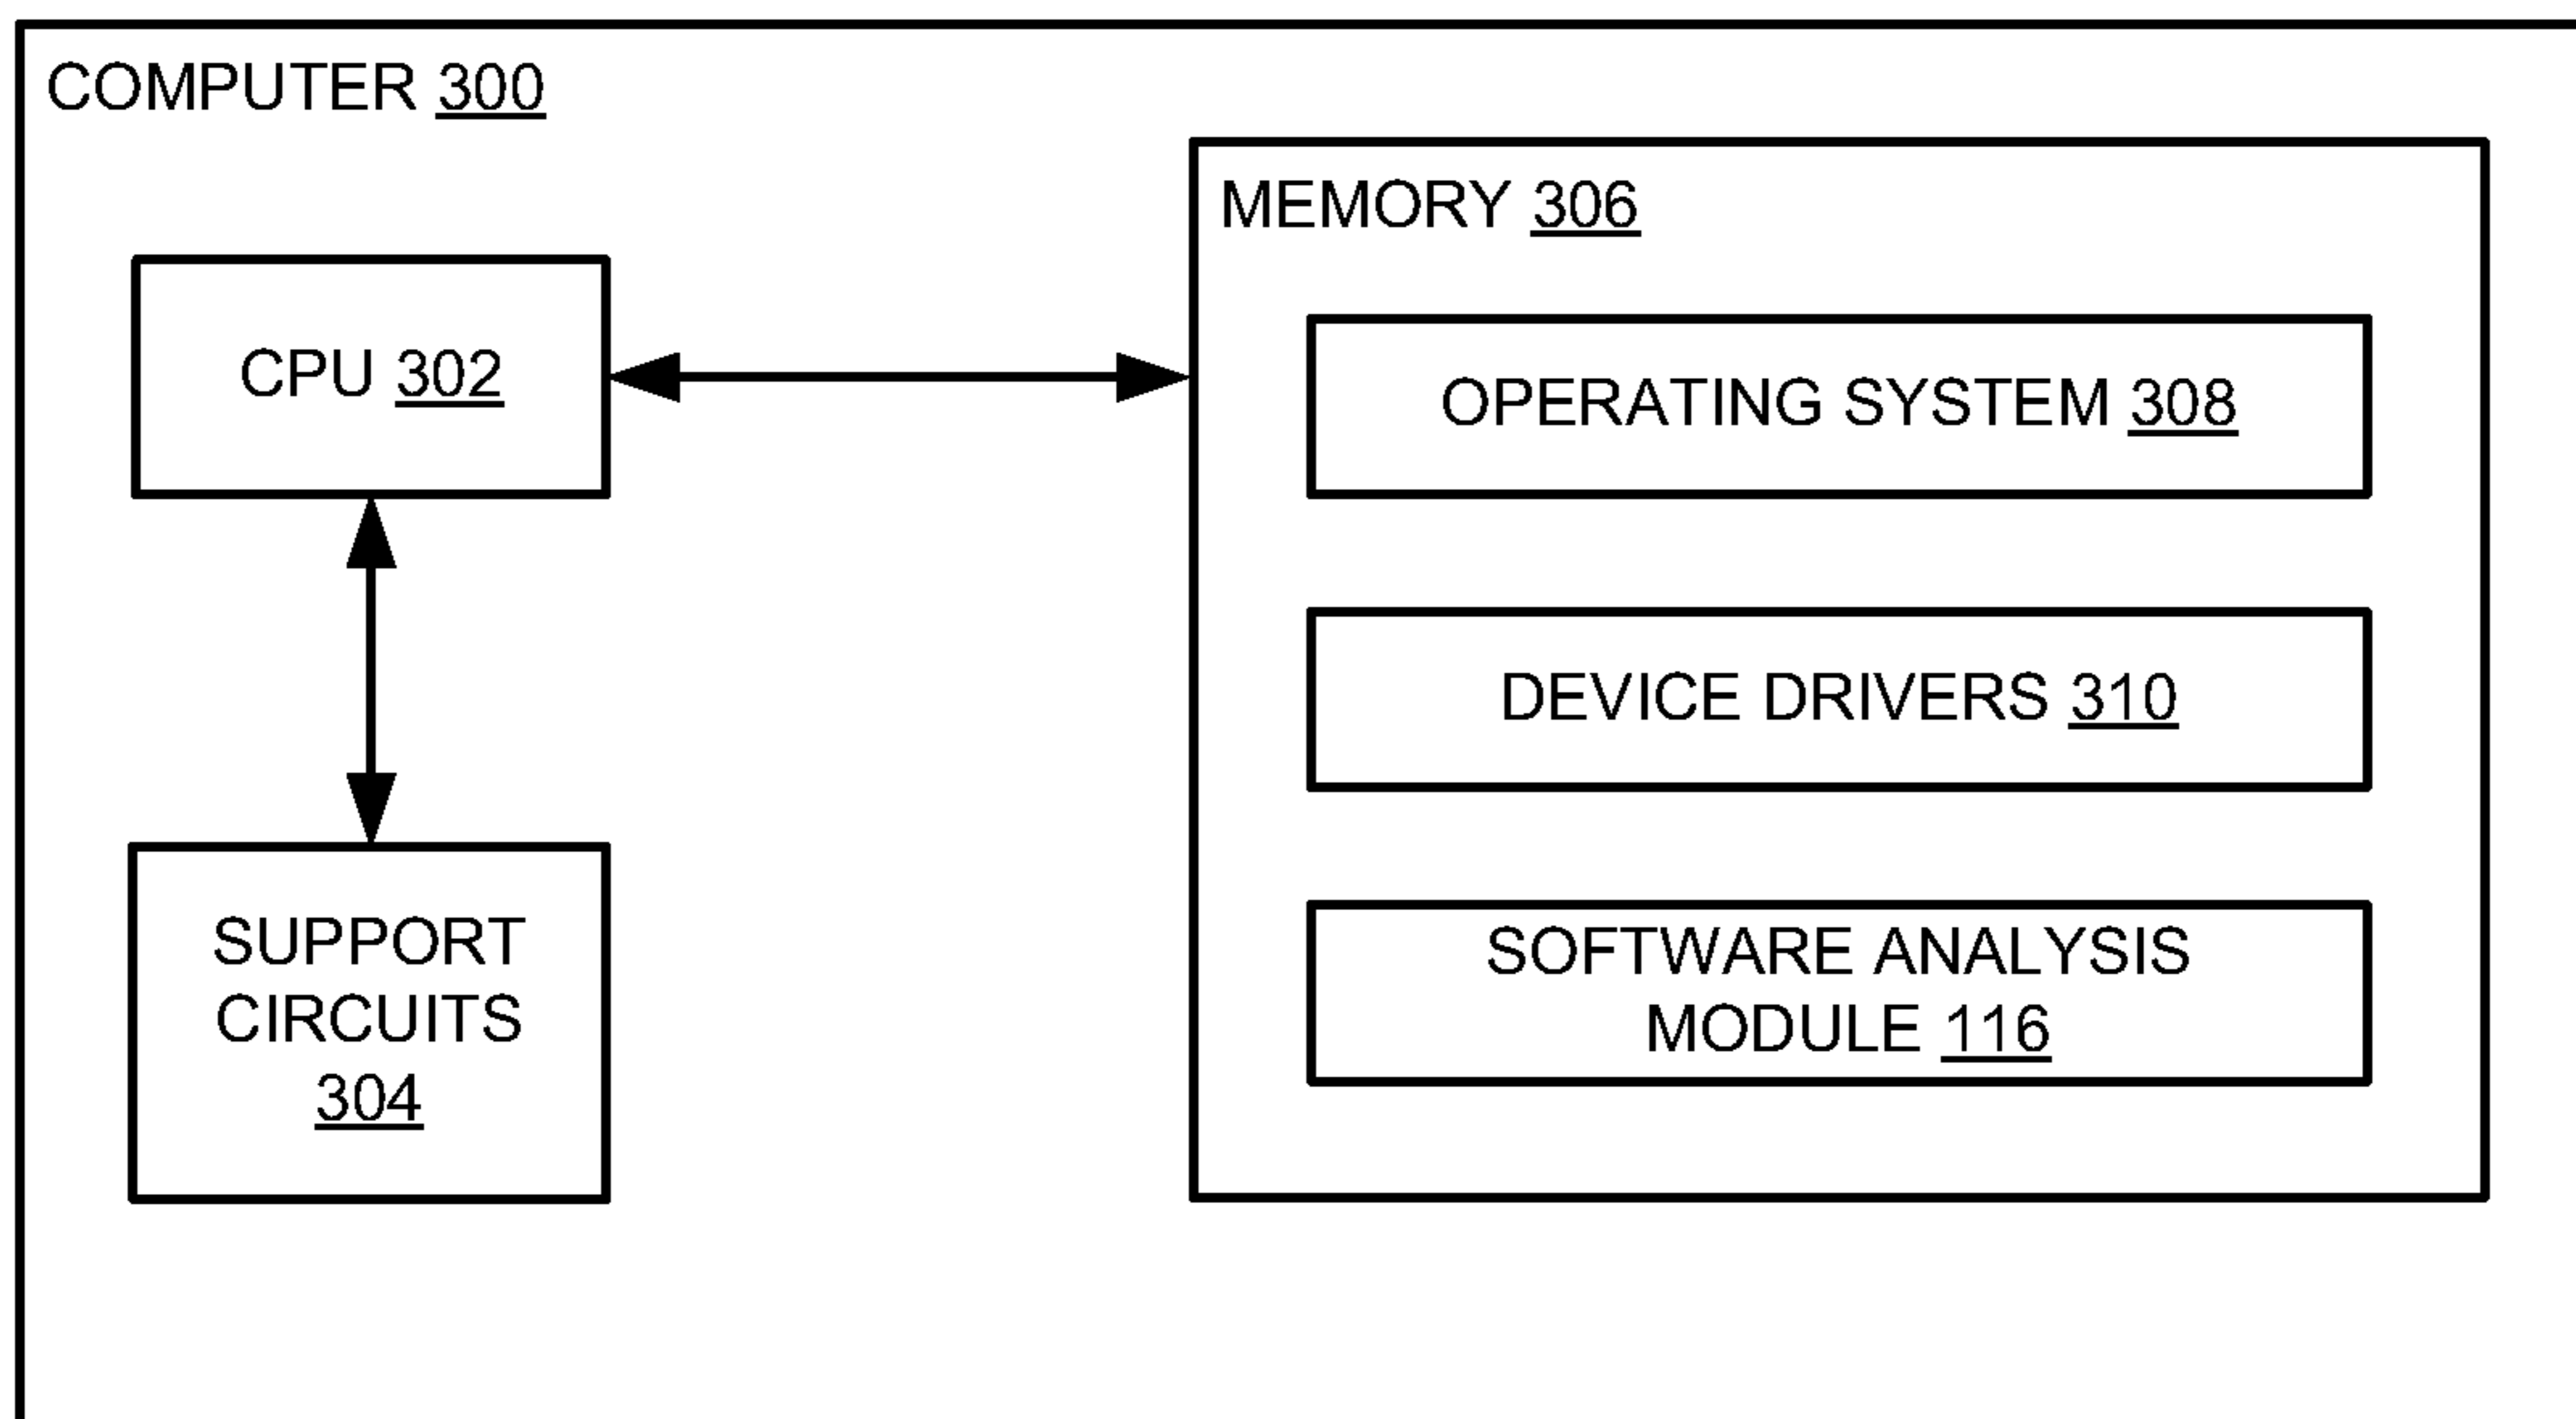 COMPUTER 300
MEMORY 306
CPU 302
OPERATING SYSTEM 308
DEVICE DRIVERS 310
SUPPORT
CIRCUITS
304
SOFTWARE ANALYSIS
MODULE 116